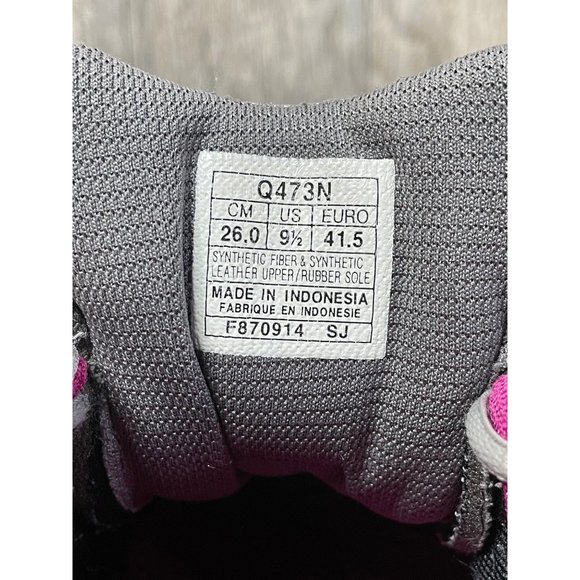 Q473N
CM US EURO
26.0 9½ 41.5
SYNTHETIC FIBER & SYNTHETIC
LEATHER UPPER/RUBBER SOLE
MADE IN INDONESIA
FABRIQUE EN INDONESIE
F870914 SJ